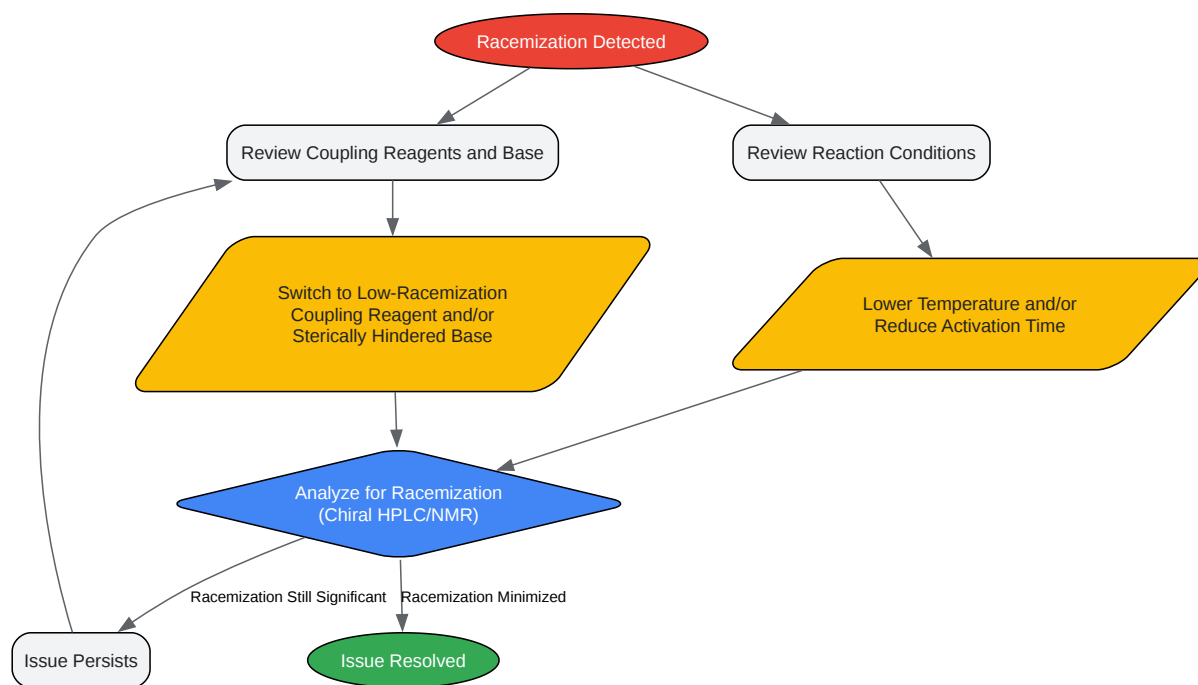 Racemization Detected
Review Coupling Reagents and Base
Review Reaction Conditions
Switch to Low-Racemization
Coupling Reagent and/or
Sterically Hindered Base
Lower Temperature and/or
Reduce Activation Time
Analyze for Racemization
(Chiral HPLC/NMR)
Racemization Still Significant
Racemization Minimized
Issue Persists
Issue Resolved